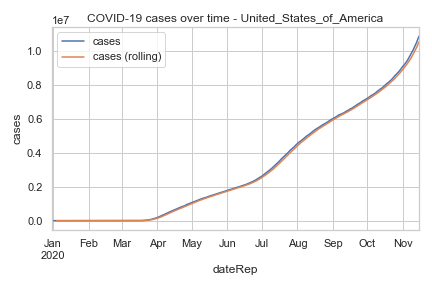 COVID-19 cases over time - United_States_of_America
1e7
cases
cases (rolling)
1.0
0.8
0.6
0.4
0.2
0.0
cases
Jan Feb Mar Apr May Jun Jul Aug Sep Oct Nov
2020
dateRep